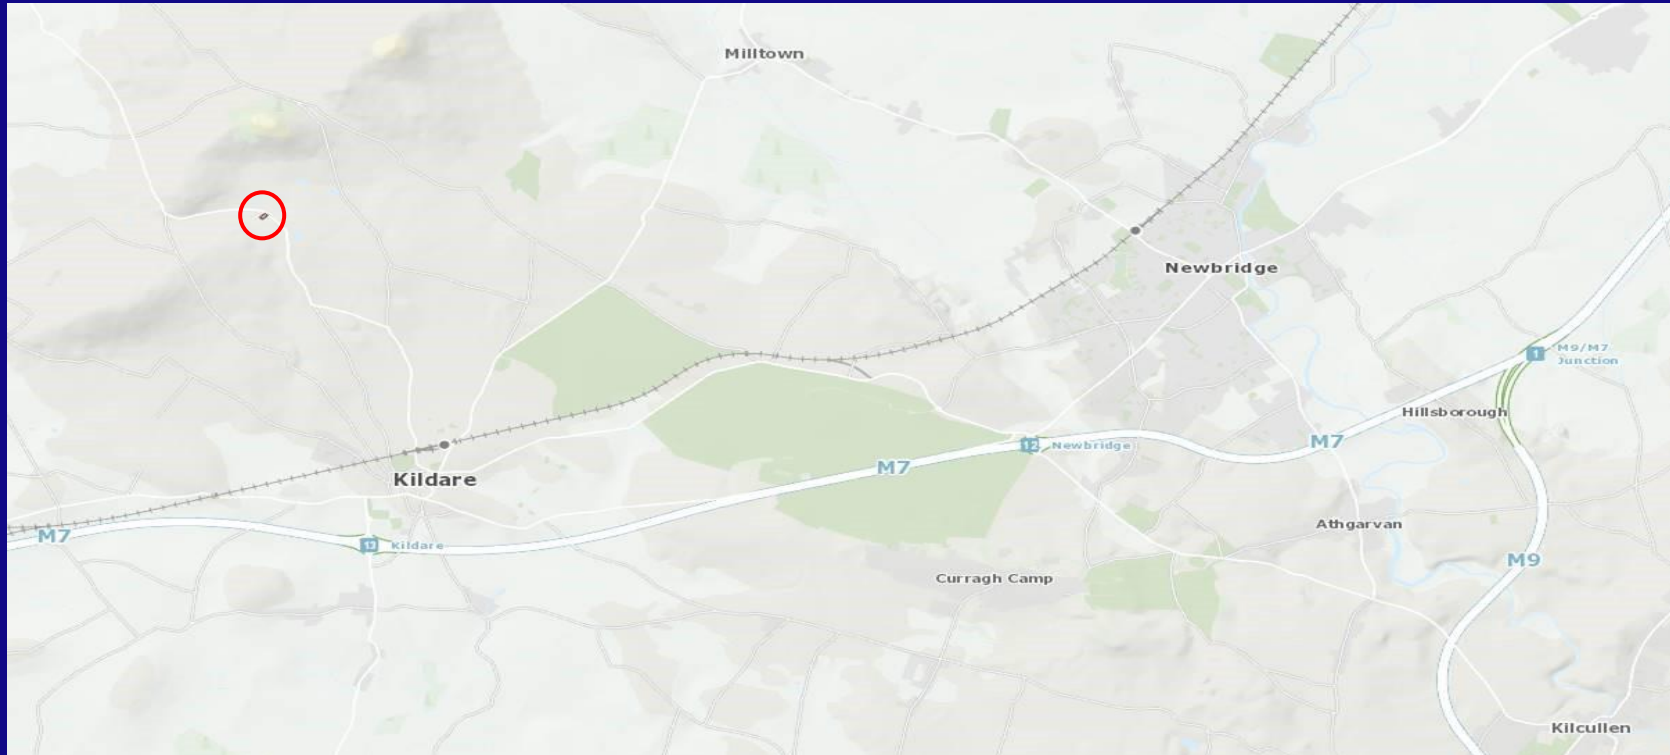 Milltown
Newbridge
1
M9/M7
Junction
Hillsborough
M7
12
Newbridge
M7
Kildare
Athgarvan
M7
13
Kildare
M9
Curragh Camp
Kilcullen